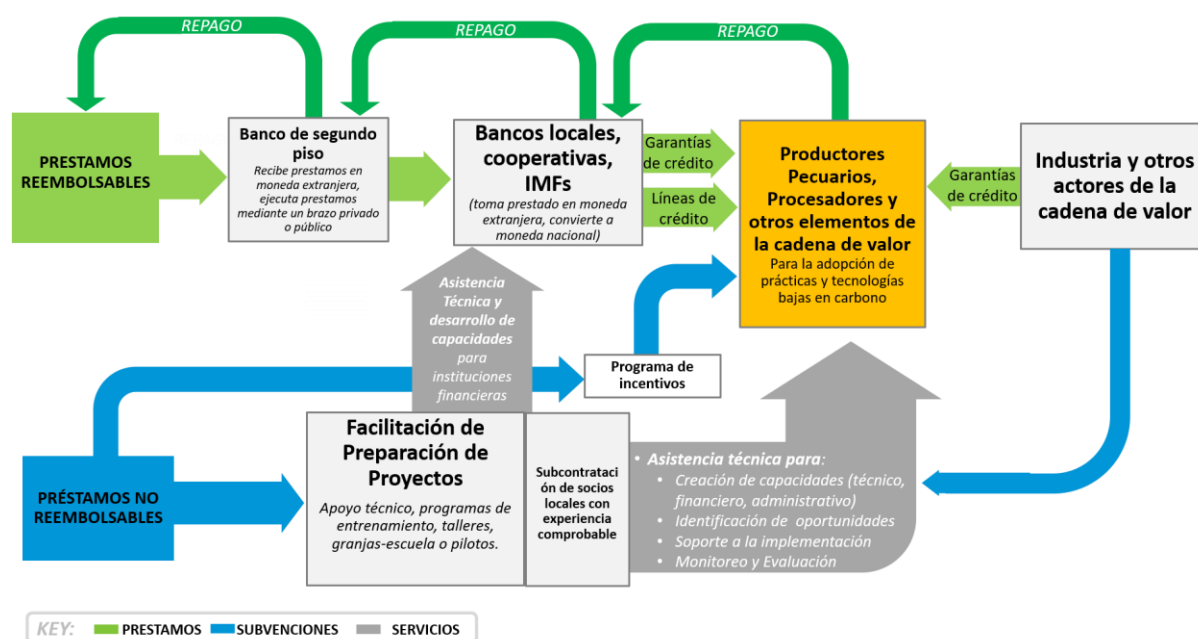 REPAGO
REPAGO
REPAGO
PRESTAMOS
REEMBOLSABLES
Banco de segundo
piso
Recibe prestamos en
moneda extranjera,
ejecuta prestamos
mediante un brazo privado
o público
Bancos locales,
cooperativas,
IMFs
(toma prestado en moneda
extranjera, convierte a
moneda nacional)
Garantías
de crédito
Líneas de
crédito
Productores
Pecuarios,
Procesadores y
otros elementos de
la cadena de valor
Para la adopción de
prácticas y tecnologías
bajas en carbono
Garantías
de crédito
Industria y otros
actores de la
cadena de valor
Asistencia
Técnica y
desarrollo de
capacidades
para
instituciones
financieras
Programa de
incentivos
PRÉSTAMOS NO
REEMBOLSABLES
Facilitación de
Preparación de
Proyectos
Apoyo técnico, programas de
entrenamiento, talleres,
granjas-escuela o pilotos.
Subcontrataci
ón de socios
locales con
experiencia
comprobable
• Asistencia técnica para:
• Creación de capacidades (técnico,
financiero, administrativo)
• Identificación de oportunidades
• Soporte a la implementación
• Monitoreo y Evaluación
KEY: PRESTAMOS SUBVENCIONES SERVICIOS